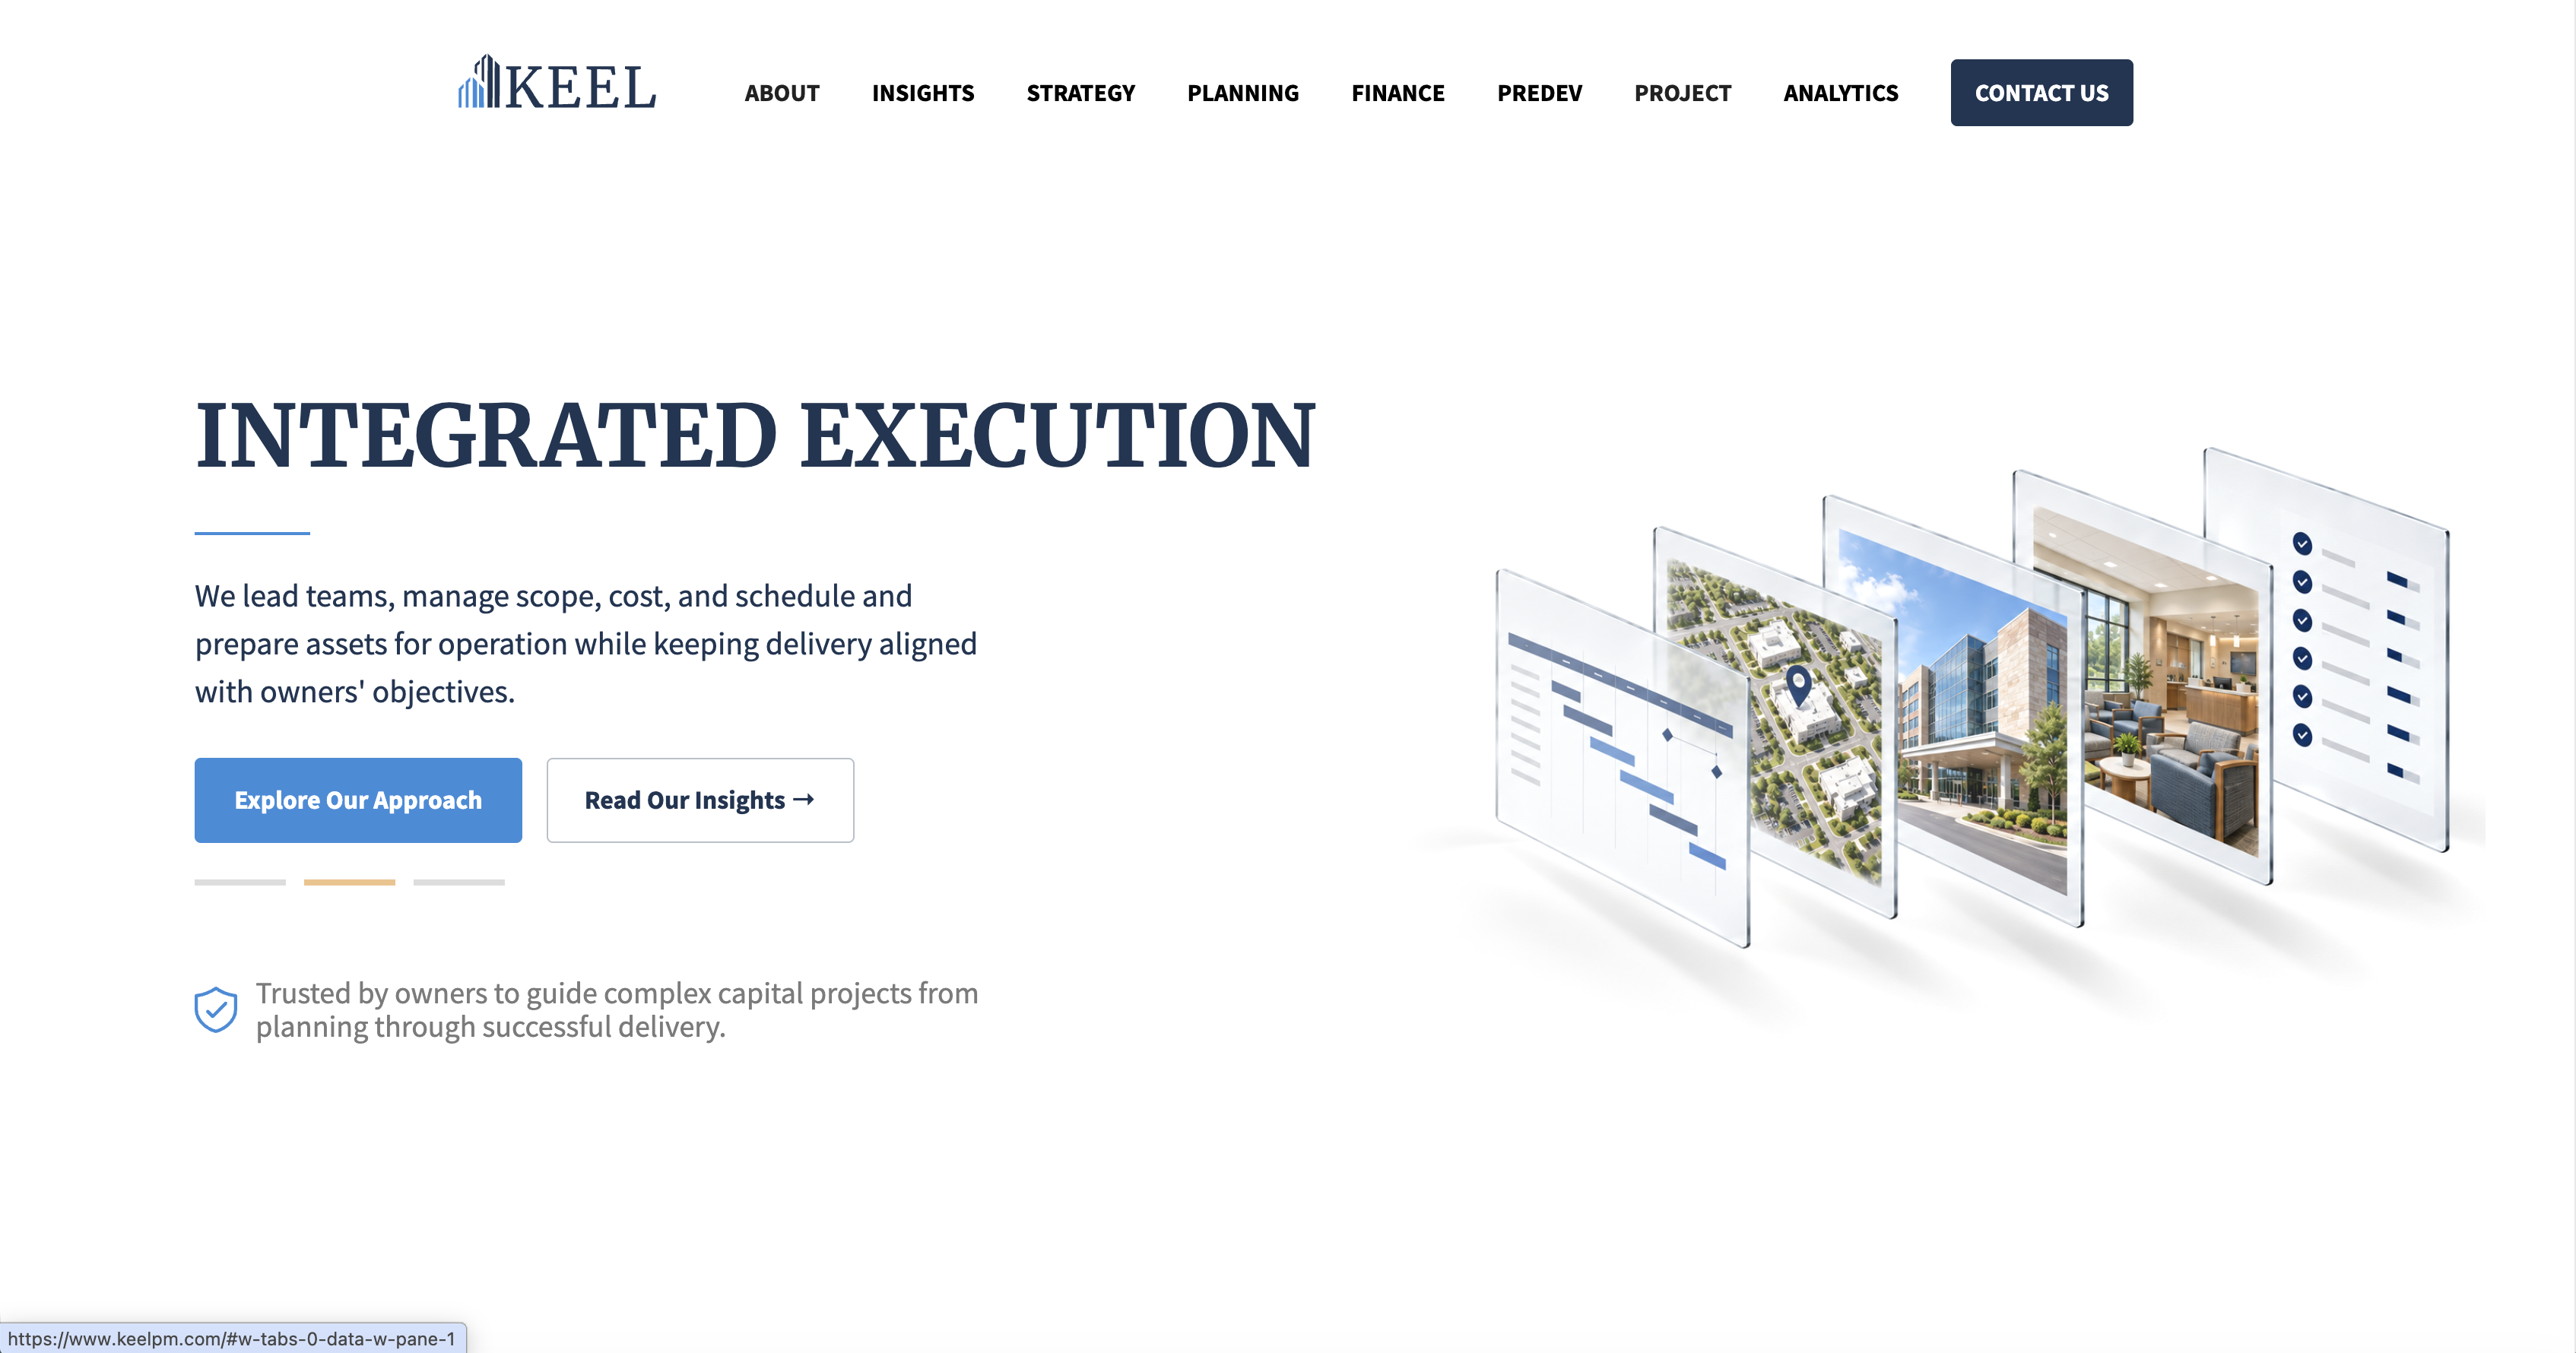 KEEL
ABOUT
INSIGHTS
STRATEGY
PLANNING
FINANCE
PREDEV
PROJECT
ANALYTICS
CONTACT US
INTEGRATED EXECUTION
We lead teams, manage scope, cost, and schedule and
prepare assets for operation while keeping delivery aligned
with owners' objectives.
Explore Our Approach
Read Our Insights →
Trusted by owners to guide complex capital projects from
planning through successful delivery.
https://www.keelpm.com/#w-tabs-0-data-w-pane-1